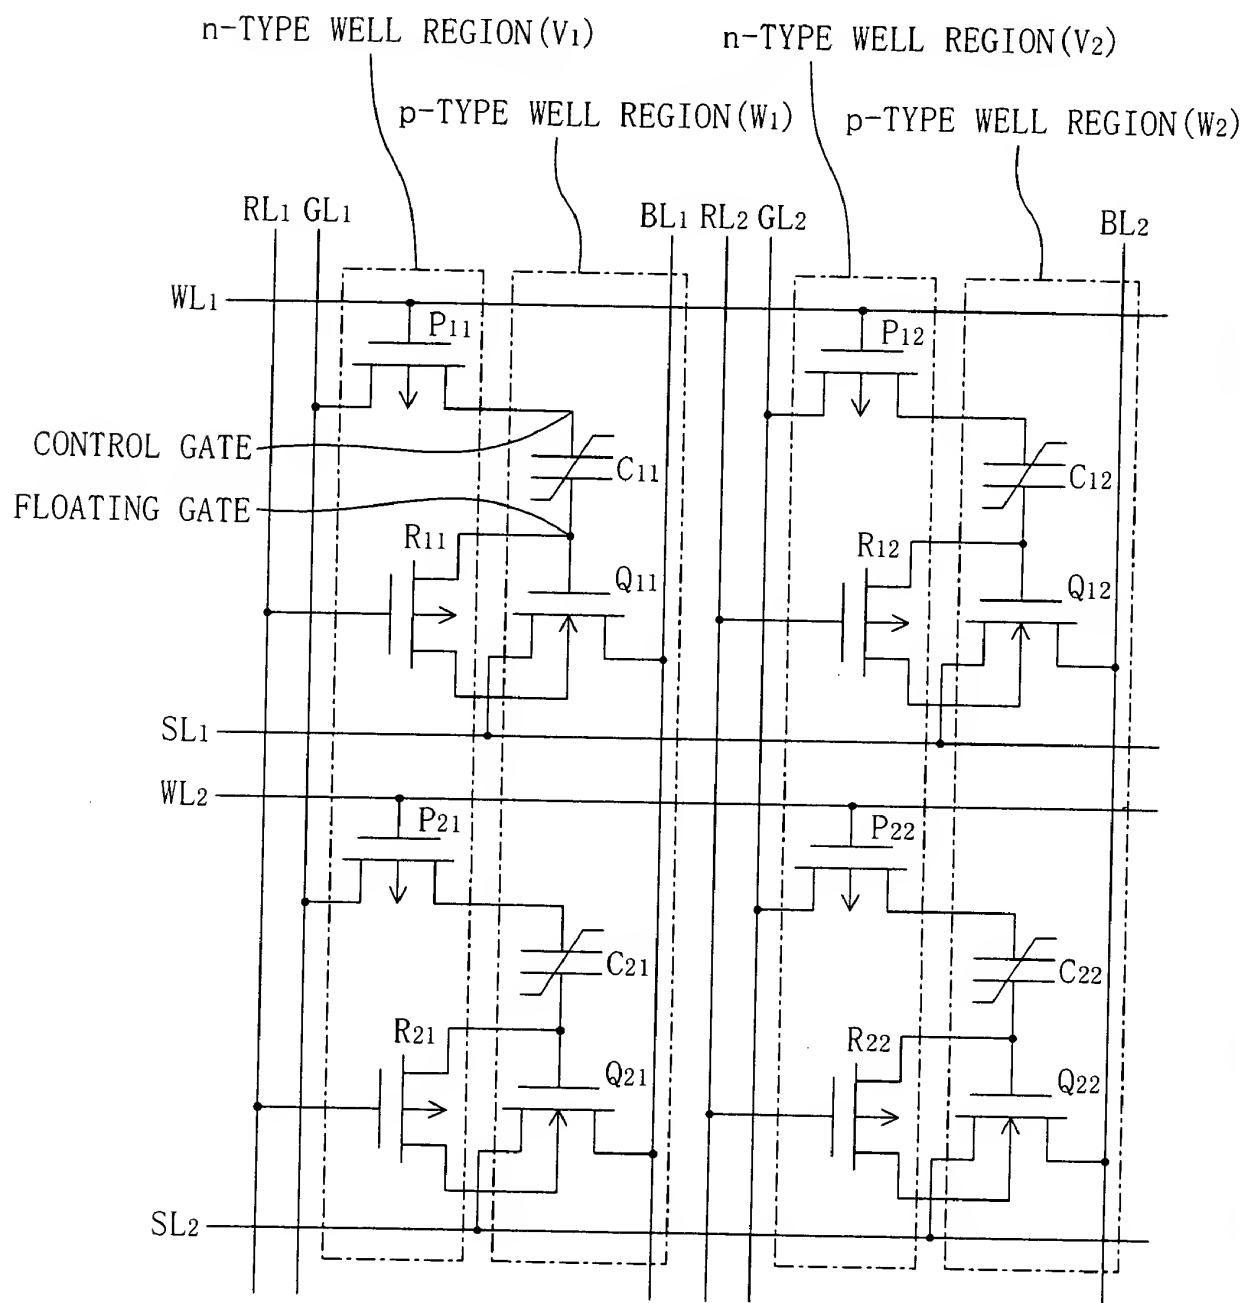 n-TYPE WELL REGION(V1)
n-TYPE WELL REGION(V2)
p-TYPE WELL REGION(W1)
p-TYPE WELL REGION(W2)
RL1 GL1 BL1 RL2 GL2 BL2
WL1
P11 P12
CONTROL GATE
C11 C12
FLOATING GATE
R11 R12
Q11 Q12
SL1
WL2
P21 P22
C21 C22
R21 R22
Q21 Q22
SL2